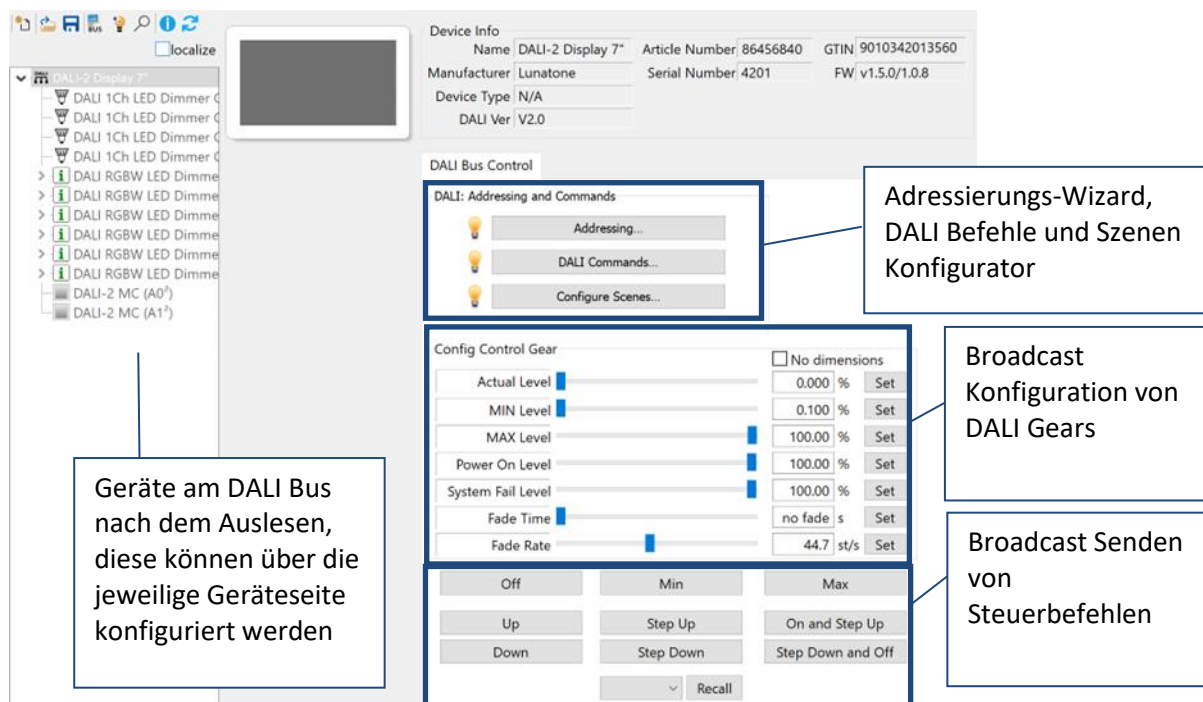 BUS
localize
DALI-2 Display 7"
DALI 1Ch LED Dimmer
DALI 1Ch LED Dimmer
DALI 1Ch LED Dimmer
DALI 1Ch LED Dimmer
DALI RGBW LED Dimme
DALI RGBW LED Dimme
DALI RGBW LED Dimme
DALI RGBW LED Dimme
DALI RGBW LED Dimme
DALI RGBW LED Dimme
DALI-2 MC (A0²)
DALI-2 MC (A1²)
Geräte am DALI Bus
nach dem Auslesen,
diese können über die
jeweilige Geräteseite
konfiguriert werden
Device Info
Name DALI-2 Display 7" Article Number 86456840 GTIN 9010342013560
Manufacturer Lunatone Serial Number 4201 FW v1.5.0/1.0.8
Device Type N/A
DALI Ver V2.0
DALI Bus Control
DALI: Addressing and Commands
Addressing...
DALI Commands...
Configure Scenes...
Adressierungs-Wizard,
DALI Befehle und Szenen
Konfigurator
Config Control Gear
No dimensions
Actual Level 0.000 % Set
MIN Level 0.100 % Set
MAX Level 100.00 % Set
Power On Level 100.00 % Set
System Fail Level 100.00 % Set
Fade Time no fade s Set
Fade Rate 44.7 st/s Set
Broadcast
Konfiguration von
DALI Gears
Off Min Max
Up Step Up On and Step Up
Down Step Down Step Down and Off
Recall
Broadcast Senden
von
Steuerbefehlen